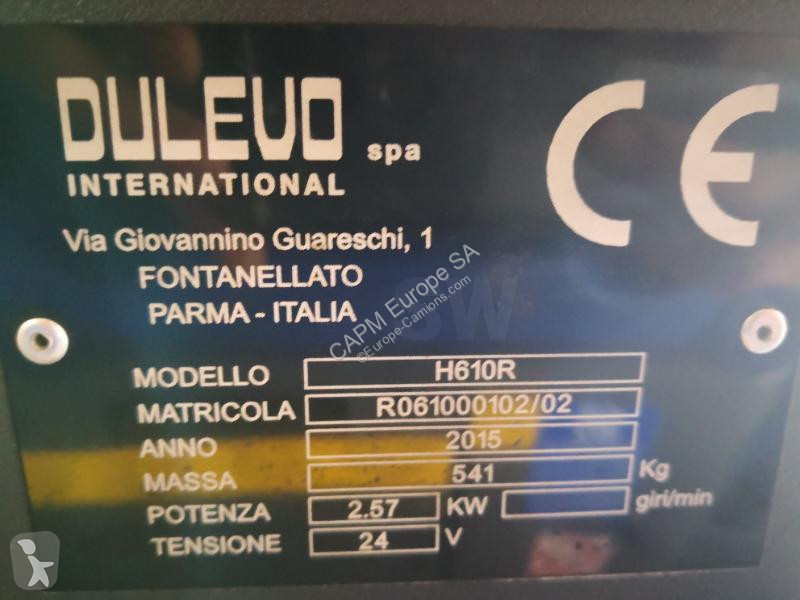 DULEVO spa
INTERNATIONAL
CE
Via Giovannino Guareschi, 1
FONTANELLATO
PARMA - ITALIA
CAPM Europe SA
©Europe-Camions.com
MODELLO H610R
MATRICOLA R061000102/02
ANNO 2015
MASSA 541 Kg
POTENZA 2.57 KW giri/min
TENSIONE 24 V